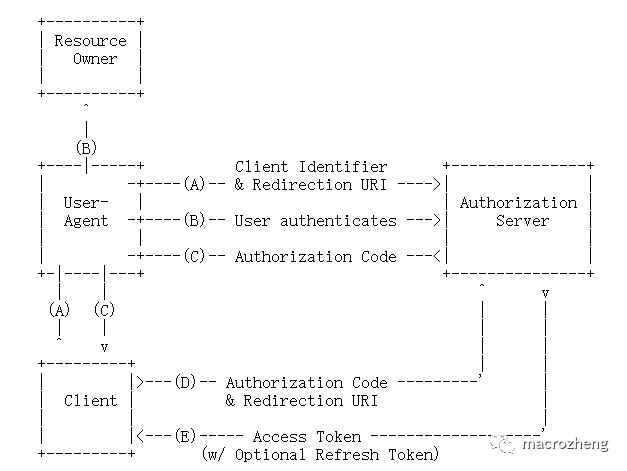 Resource
Owner
(B)
Client Identifier
User-
Agent
(A)
& Redirection URI
Authorization
Server
(B)
User authenticates
(C)
Authorization Code
(A)
(C)
Client
(D)
Authorization Code
& Redirection URI
(E)
Access Token
(w/ Optional Refresh Token)
macrozheng